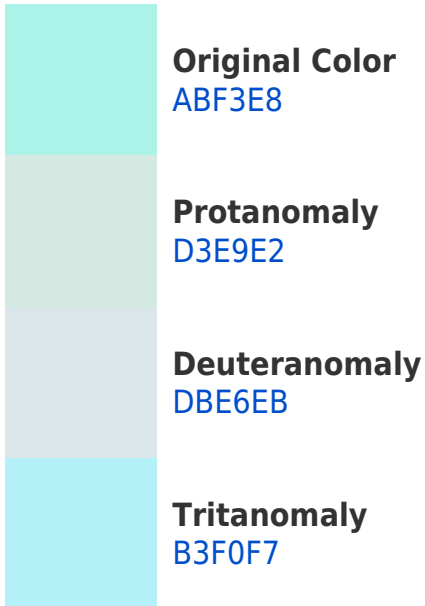 Original Color
ABF3E8
Protanomaly
D3E9E2
Deuteranomaly
DBE6EB
Tritanomaly
B3F0F7